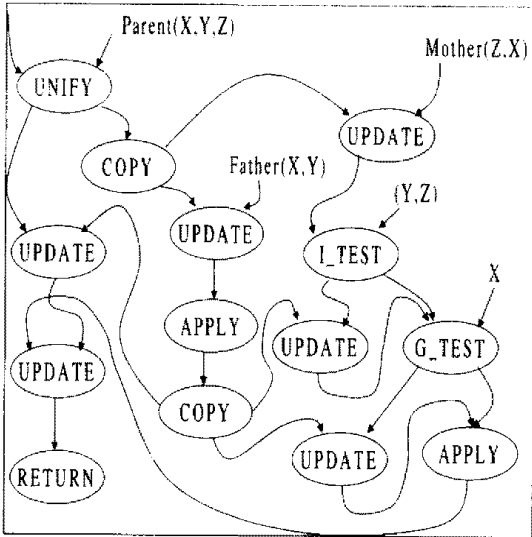 Parent(X,Y,Z)
Mother(Z,X)
UNIFY
UPDATE
COPY
Father(X,Y)
(Y,Z)
UPDATE
UPDATE
I_TEST
X
APPLY
UPDATE
G_TEST
UPDATE
COPY
UPDATE
APPLY
RETURN